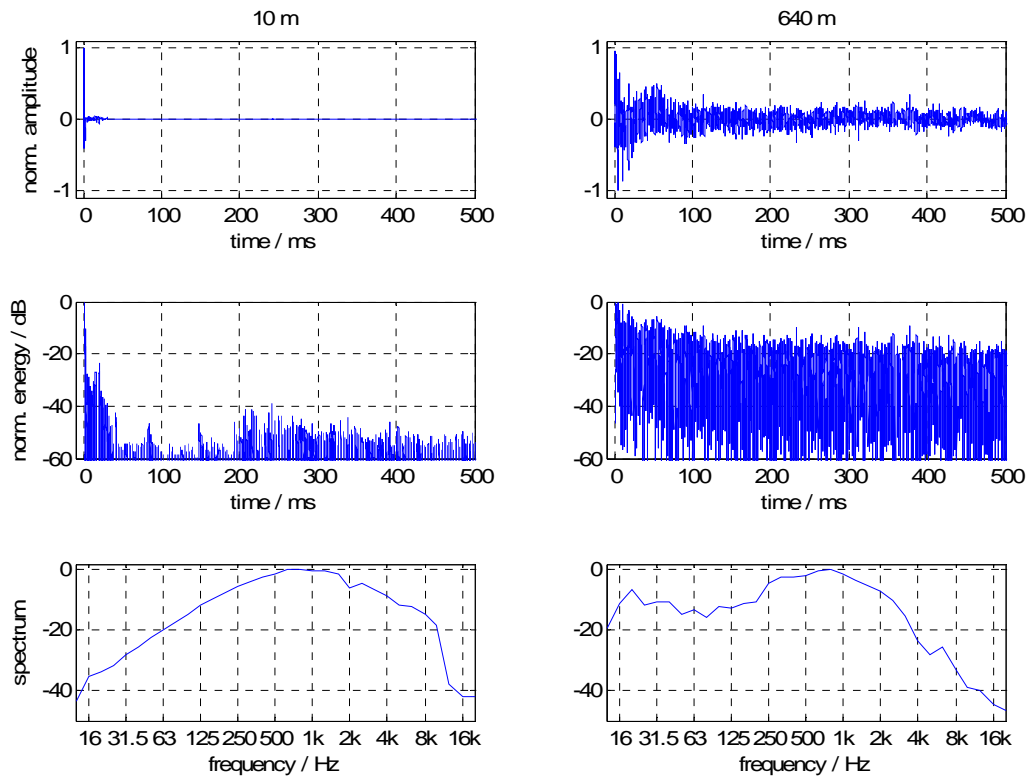 10 m
640 m
norm. amplitude
1
0
-1
0 100 200 300 400 500
time / ms
1
0
-1
0 100 200 300 400 500
time / ms
norm. energy / dB
0
-20
-40
-60
0 100 200 300 400 500
time / ms
0
-20
-40
-60
0 100 200 300 400 500
time / ms
spectrum
0
-20
-40
16 31.5 63 125 250 500 1k 2k 4k 8k 16k
frequency / Hz
0
-20
-40
16 31.5 63 125 250 500 1k 2k 4k 8k 16k
frequency / Hz